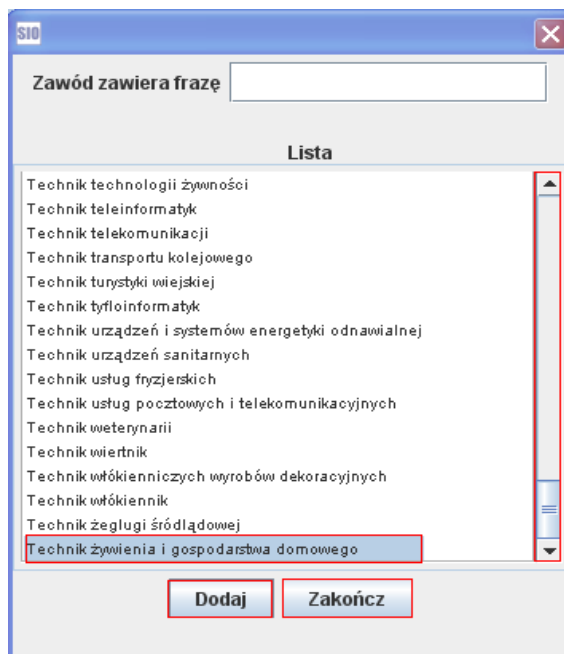 SIO
Zawód zawiera frazę
Lista
Technik technologii żywności
Technik teleinformatyk
Technik telekomunikacji
Technik transportu kolejowego
Technik turystyki wiejskiej
Technik tyfloinformatyk
Technik urządzeń i systemów energetyki odnawialnej
Technik urządzeń sanitarnych
Technik usług fryzjerskich
Technik usług pocztowych i telekomunikacyjnych
Technik weterynarii
Technik wiertnik
Technik włókienniczych wyrobów dekoracyjnych
Technik włókiennik
Technik żeglugi śródlądowej
Technik żywienia i gospodarstwa domowego
Dodaj Zakończ